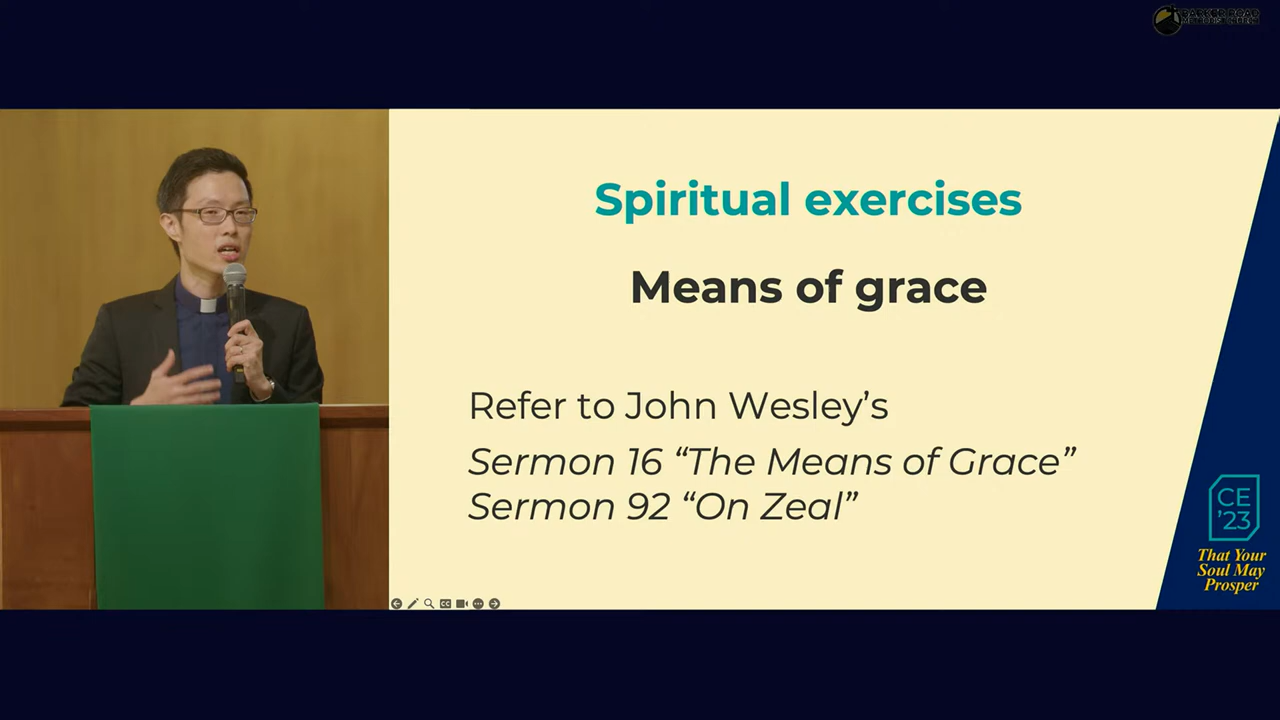 Spiritual exercises
Means of grace
Refer to John Wesley’s
Sermon 16 “The Means of Grace”
Sermon 92 “On Zeal”
CE
’23
That Your
Soul May
Prosper